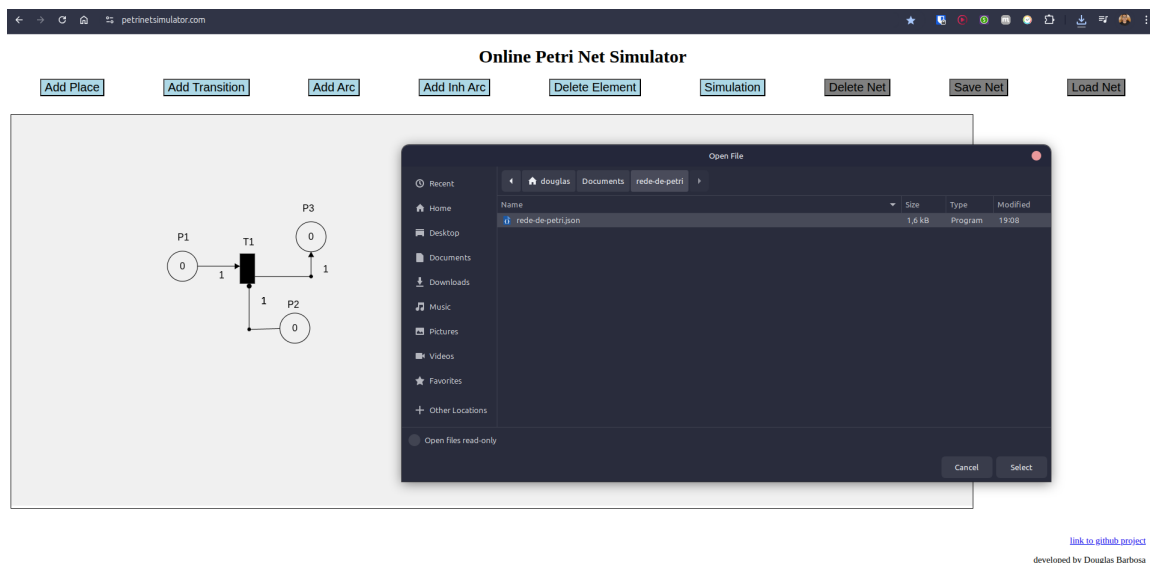 petrinetsimulator.com
Online Petri Net Simulator
Add Place Add Transition Add Arc Add Inh Arc Delete Element Simulation Delete Net Save Net Load Net
Open File
Recent
douglas Documents rede-de-petri
Home
Name Size Type Modified
rede-de-petri.json 1,6 kB Program 19:08
Desktop
Documents
Downloads
Music
Pictures
Videos
Favorites
Other Locations
Open files read-only
Cancel Select
P3
0
P1
T1
0
1
1
1
P2
0
link to github project
developed by Douglas Barbosa